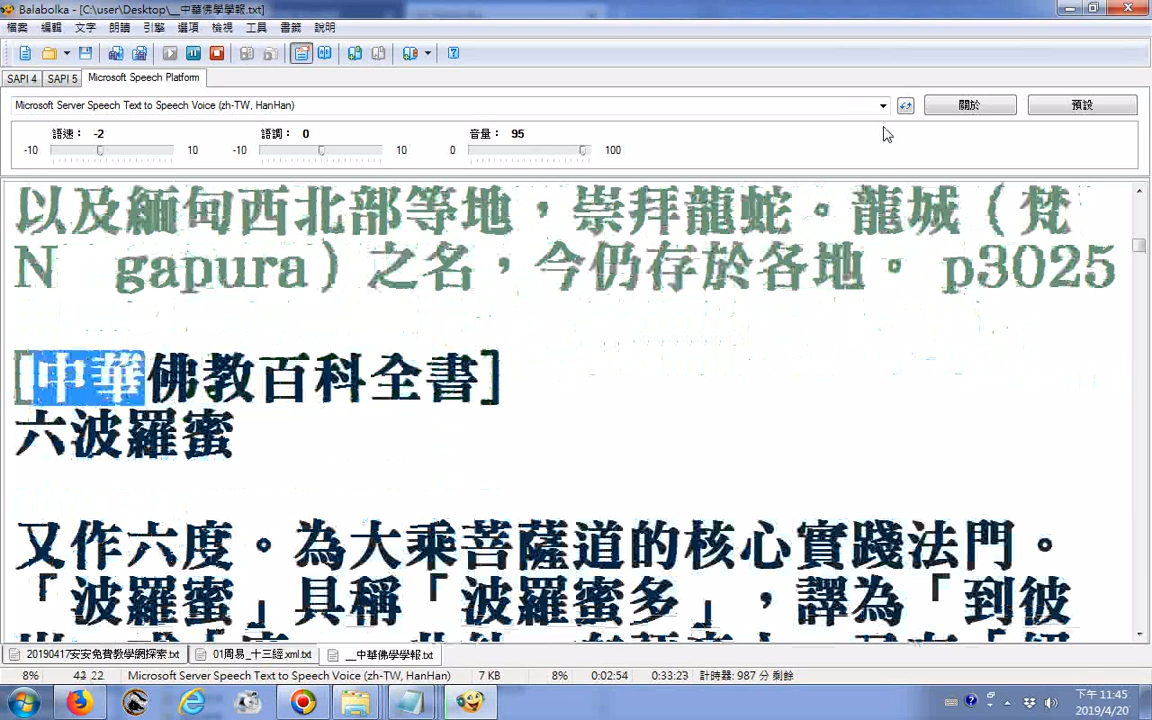 Balabolka - [C:\user\Desktop\__中華佛學學報.txt]
檔案 編輯 文字 朗讀 引擎 選項 檢視 工具 書籤 說明
SAPI 4 SAPI 5 Microsoft Speech Platform
Microsoft Server Speech Text to Speech Voice (zh-TW, HanHan) 關於 預設
語速： -2 語調： 0 音量： 95
-10 10 -10 10 0 100
以及緬甸西北部等地，崇拜龍蛇。龍城（梵
N gapura）之名，今仍存於各地。 p3025
[中華佛教百科全書]
六波羅蜜
又作六度。為大乘菩薩道的核心實踐法門。
「波羅蜜」具稱「波羅蜜多」，譯為「到彼
20190417安安免費教學網探索.txt 01周易_十三經.xml.txt __中華佛學學報.txt
8% 42 22 Microsoft Server Speech Text to Speech Voice (zh-TW, HanHan) 7 KB 8% 0:02:54 0:33:23 計時器: 987 分 剩餘
下午 11:45
2019/4/20